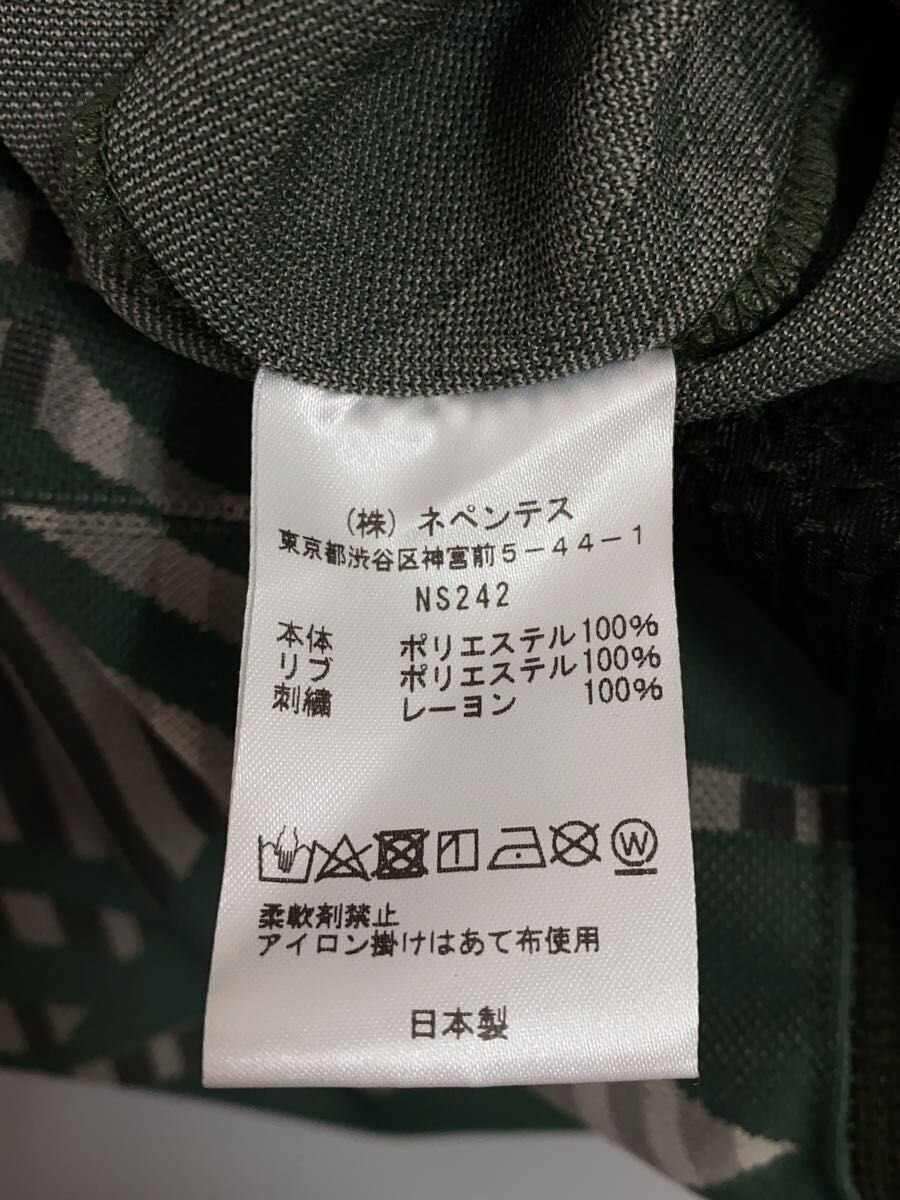 (株) ネペンテス
東京都渋谷区神宮前5-44-1
NS242
本体 ポリエステル100%
リブ ポリエステル100%
刺繍 レーヨン 100%
W
柔軟剤禁止
アイロン掛けはあて布使用
日本製